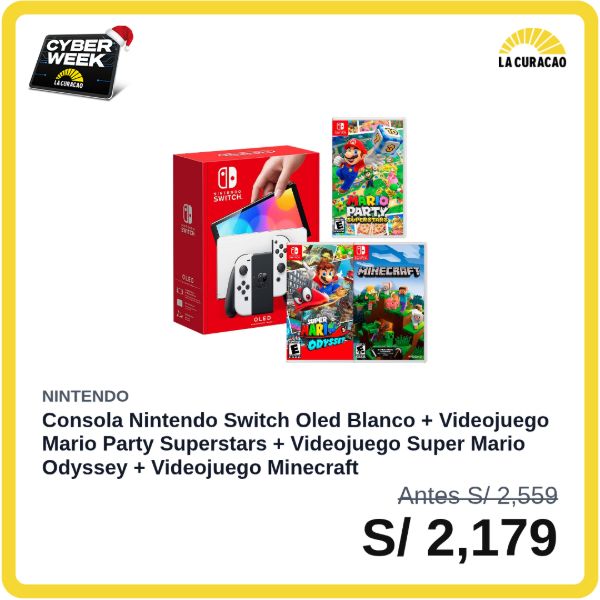 CYBER
WEEK
LA CURACAO
LA CURACAO
NINTENDO
SWITCH
OLED
MARIO
PARTY
SUPERSTARS
SUPER
MARIO
ODYSSEY
MINECRAFT
NINTENDO
Consola Nintendo Switch Oled Blanco + Videojuego
Mario Party Superstars + Videojuego Super Mario
Odyssey + Videojuego Minecraft
Antes S/ 2,559
S/ 2,179